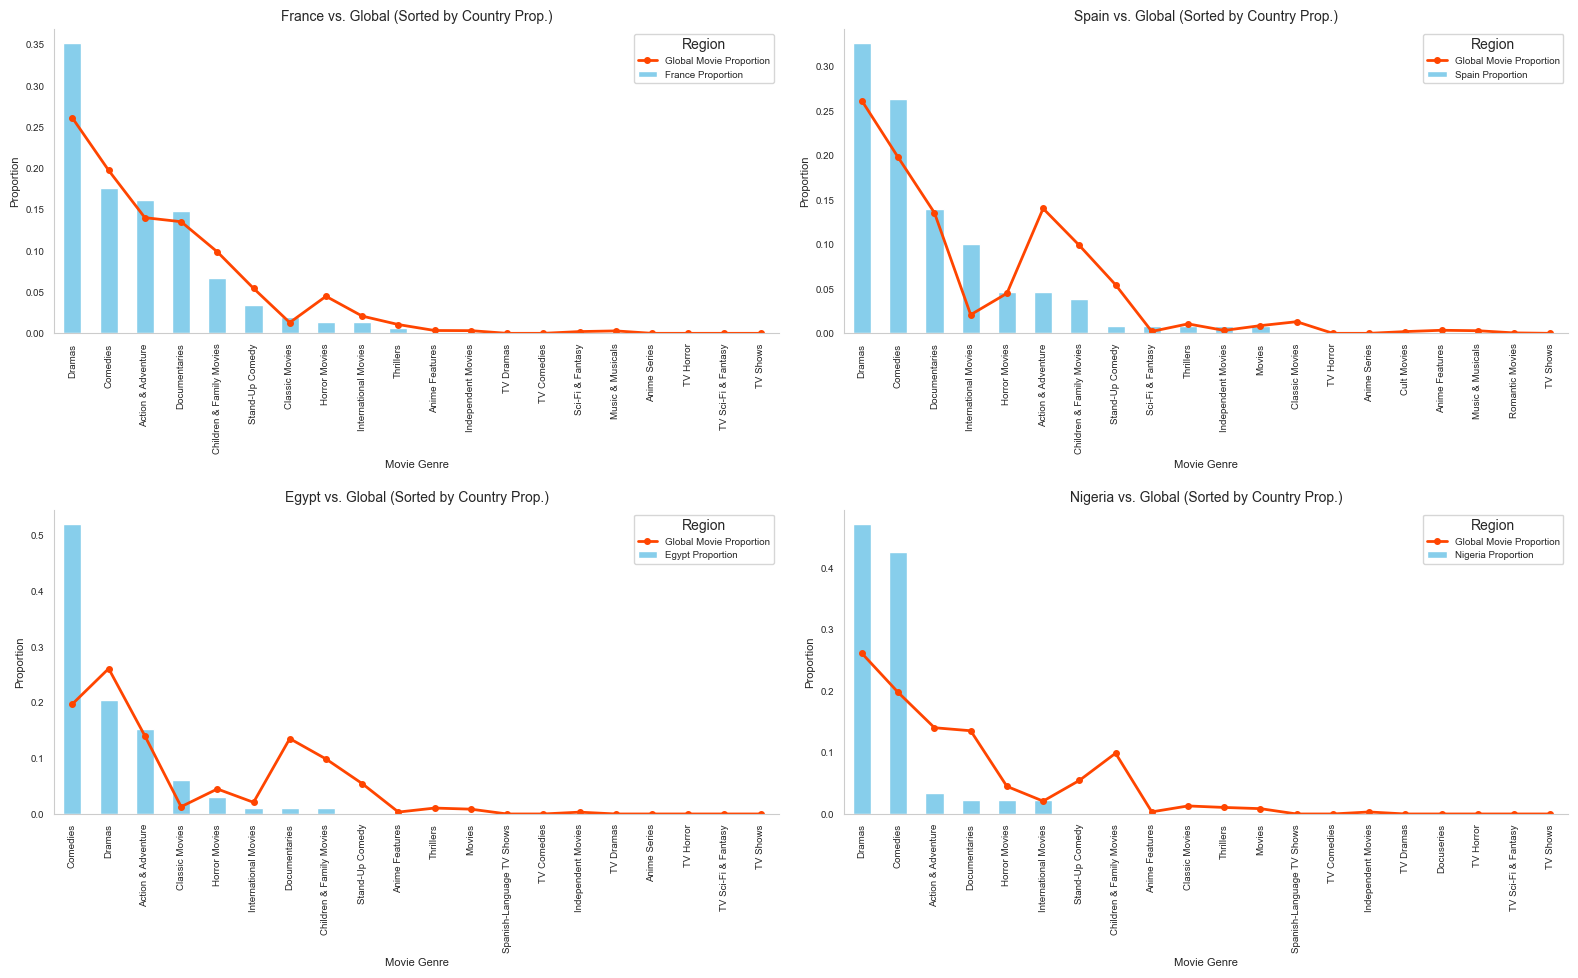 France vs. Global (Sorted by Country Prop.)
Proportion
0.35
0.30
0.25
0.20
0.15
0.10
0.05
0.00
Region
Global Movie Proportion
France Proportion
Dramas
Comedies
Action & Adventure
Documentaries
Children & Family Movies
Stand-Up Comedy
Classic Movies
Horror Movies
International Movies
Thrillers
Anime Features
Independent Movies
TV Dramas
TV Comedies
Sci-Fi & Fantasy
Music & Musicals
Anime Series
TV Horror
TV Sci-Fi & Fantasy
TV Shows
Movie Genre
Spain vs. Global (Sorted by Country Prop.)
Proportion
0.30
0.25
0.20
0.15
0.10
0.05
0.00
Region
Global Movie Proportion
Spain Proportion
Dramas
Comedies
Documentaries
International Movies
Horror Movies
Action & Adventure
Children & Family Movies
Stand-Up Comedy
Sci-Fi & Fantasy
Thrillers
Independent Movies
Movies
Classic Movies
TV Horror
Anime Series
Cult Movies
Anime Features
Music & Musicals
Romantic Movies
TV Shows
Movie Genre
Egypt vs. Global (Sorted by Country Prop.)
Proportion
0.5
0.4
0.3
0.2
0.1
0.0
Region
Global Movie Proportion
Egypt Proportion
Comedies
Dramas
Action & Adventure
Classic Movies
Horror Movies
International Movies
Documentaries
Children & Family Movies
Stand-Up Comedy
Anime Features
Thrillers
Movies
Spanish-Language TV Shows
TV Comedies
Independent Movies
TV Dramas
Anime Series
TV Horror
TV Sci-Fi & Fantasy
TV Shows
Movie Genre
Nigeria vs. Global (Sorted by Country Prop.)
Proportion
0.4
0.3
0.2
0.1
0.0
Region
Global Movie Proportion
Nigeria Proportion
Dramas
Comedies
Action & Adventure
Documentaries
Horror Movies
International Movies
Stand-Up Comedy
Children & Family Movies
Anime Features
Classic Movies
Thrillers
Movies
Spanish-Language TV Shows
TV Comedies
Independent Movies
TV Dramas
Docuseries
TV Horror
TV Sci-Fi & Fantasy
TV Shows
Movie Genre